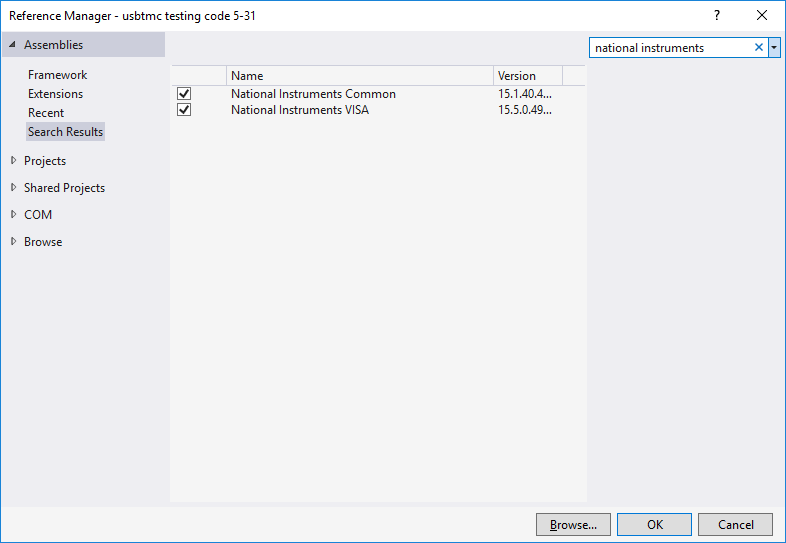 Reference Manager - usbtmc testing code 5-31
?
Assemblies
national instruments
Framework
Extensions
Recent
Search Results
Projects
Shared Projects
COM
Browse
Name Version
National Instruments Common 15.1.40.4...
National Instruments VISA 15.5.0.49...
Browse... OK Cancel